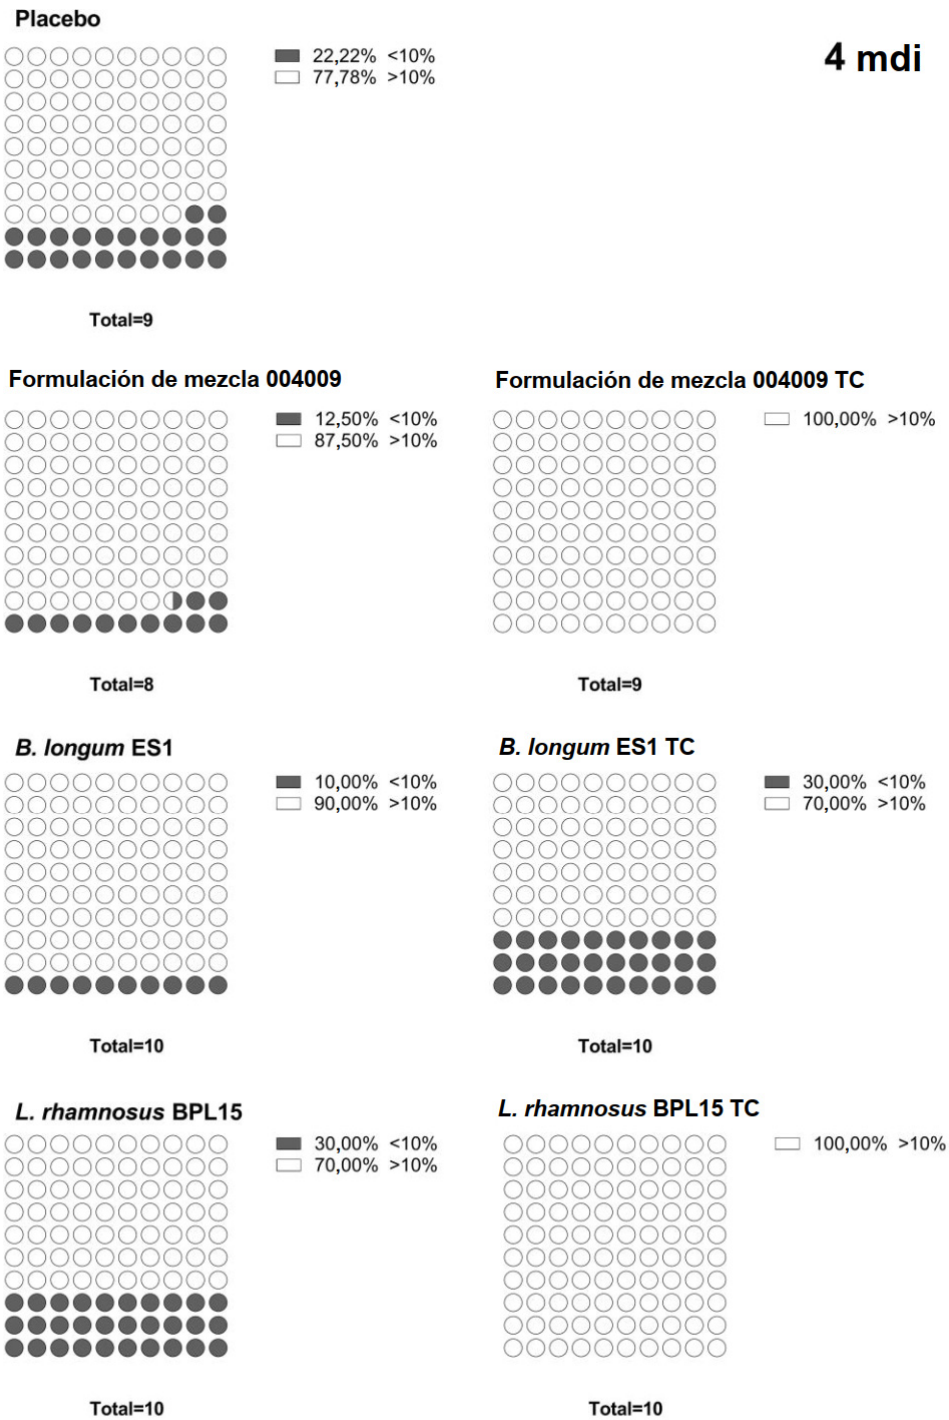 Placebo
22,22% <10%
77,78% >10%
4 mdi
Total=9
Formulación de mezcla 004009
12,50% <10%
87,50% >10%
Total=8
Formulación de mezcla 004009 TC
100,00% >10%
Total=9
B. longum ES1
10,00% <10%
90,00% >10%
Total=10
B. longum ES1 TC
30,00% <10%
70,00% >10%
Total=10
L. rhamnosus BPL15
30,00% <10%
70,00% >10%
Total=10
L. rhamnosus BPL15 TC
100,00% >10%
Total=10